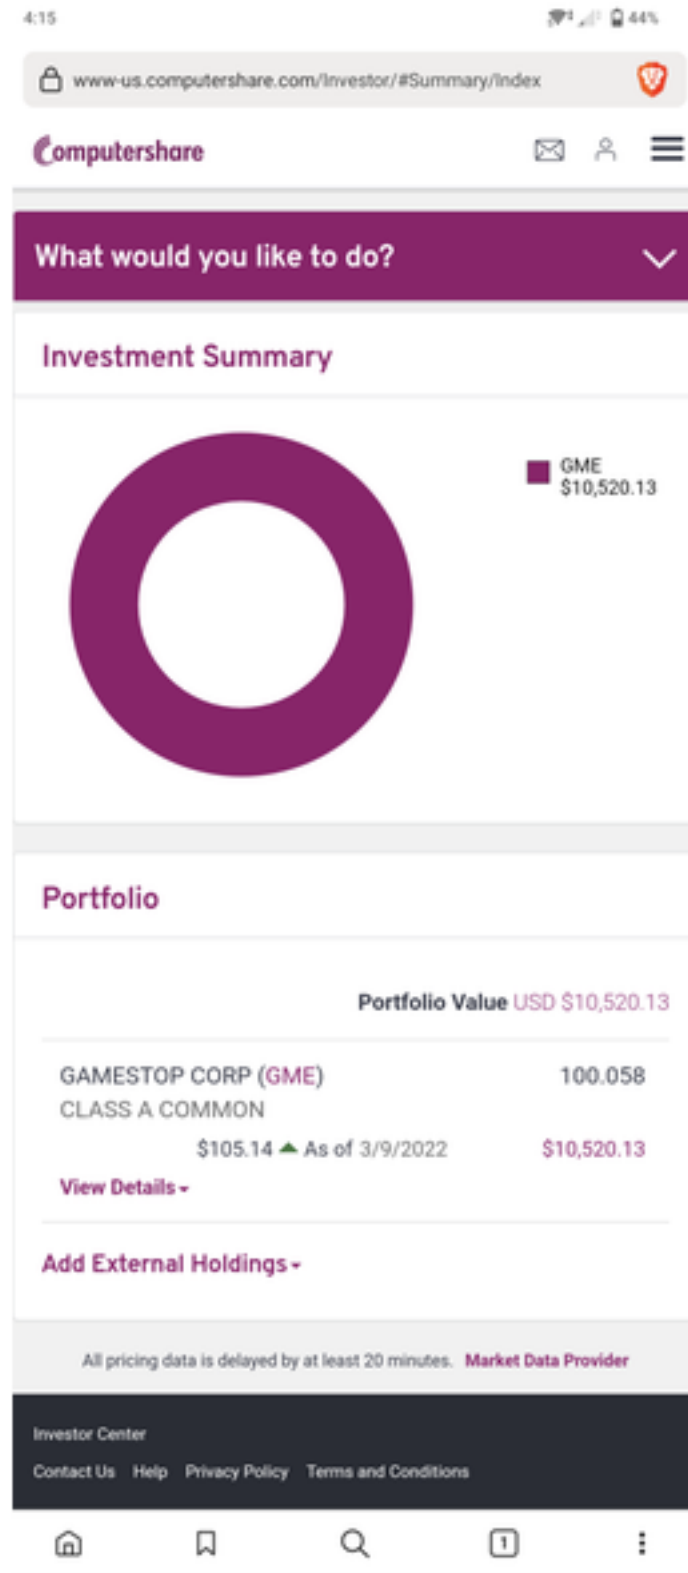 4:15
44%
www-us.computershare.com/Investor/#Summary/Index
Computershare
What would you like to do?
Investment Summary
GME
$10,520.13
Portfolio
Portfolio Value USD $10,520.13
GAMESTOP CORP (GME) 100.058
CLASS A COMMON
$105.14 As of 3/9/2022 $10,520.13
View Details
Add External Holdings
All pricing data is delayed by at least 20 minutes. Market Data Provider
Investor Center
Contact Us Help Privacy Policy Terms and Conditions
1